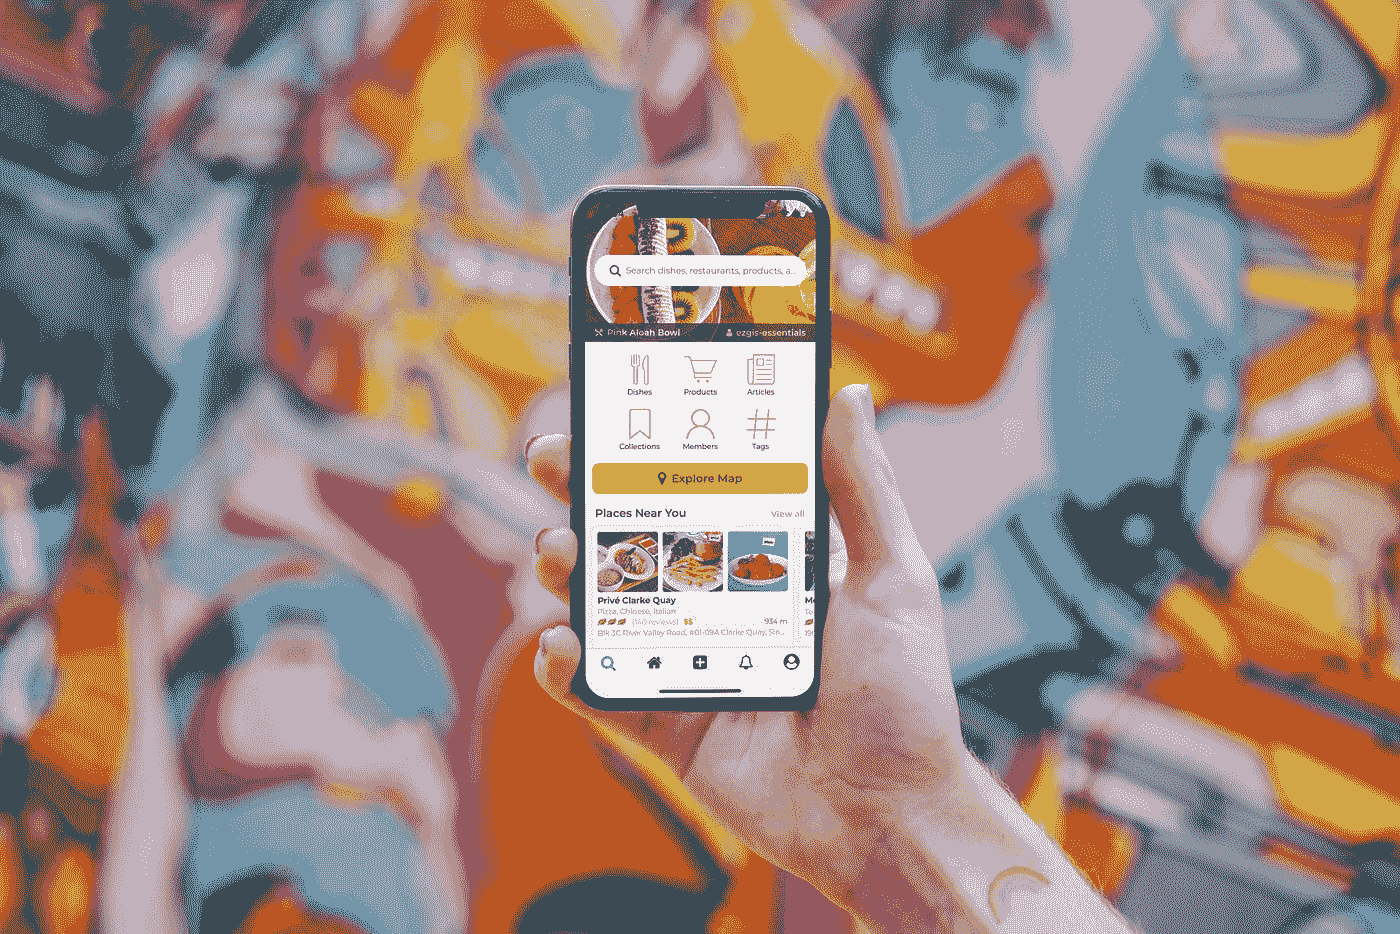 Search dishes, restaurants, products, a...
Pink Aloah Bowl
ezgis-essentials
Dishes
Products
Articles
Collections
Members
Tags
Explore Map
Places Near You
View all
Privé Clarke Quay
Pizza, Chinese, Italian
(140 reviews) $$
934 m
Blk 3C River Valley Road, #01-09A Clarke Quay, Sin...